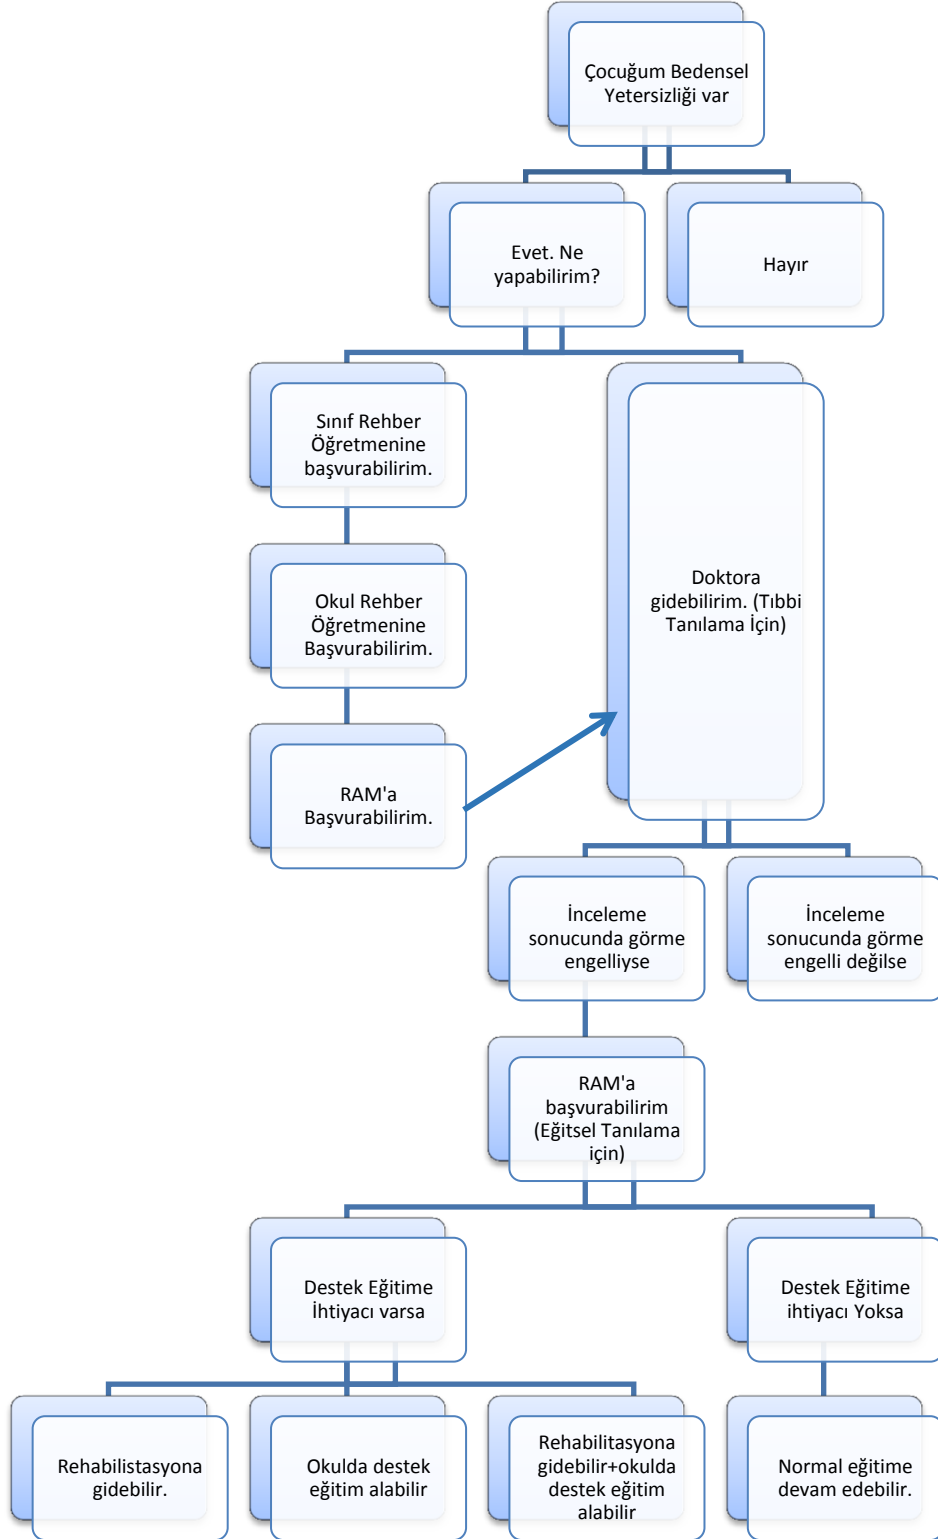 Çocuğum Bedensel
Yetersizliği var
Evet. Ne
yapabilirim?
Hayır
Sınıf Rehber
Öğretmenine
başvurabilirim.
Doktora
gidebilirim. (Tıbbi
Tanılama İçin)
Okul Rehber
Öğretmenine
Başvurabilirim.
RAM'a
Başvurabilirim.
İnceleme
sonucunda görme
engelliyse
İnceleme
sonucunda görme
engelli değilse
RAM'a
başvurabilirim
(Eğitsel Tanılama
için)
Destek Eğitime
İhtiyacı varsa
Destek Eğitime
ihtiyacı Yoksa
Rehabilistasyona
gidebilir.
Okulda destek
eğitim alabilir
Rehabilitasyona
gidebilir+okulda
destek eğitim
alabilir
Normal eğitime
devam edebilir.